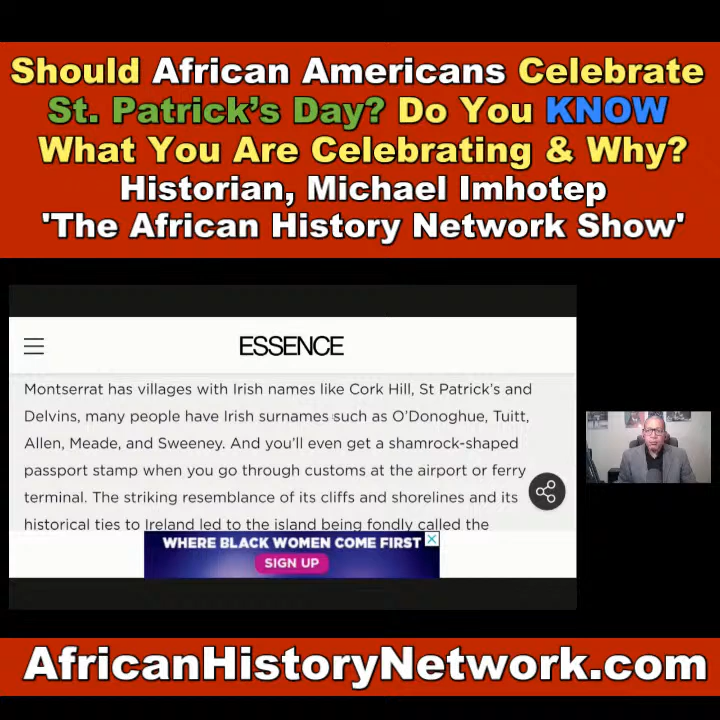 Should African Americans Celebrate
St. Patrick's Day? Do You KNOW
What You Are Celebrating & Why?
Historian, Michael Imhotep
'The African History Network Show'
ESSENCE
Montserrat has villages with Irish names like Cork Hill, St Patrick's and
Delvins, many people have Irish surnames such as O'Donoghue, Tuitt,
Allen, Meade, and Sweeney. And you'll even get a shamrock-shaped
passport stamp when you go through customs at the airport or ferry
terminal. The striking resemblance of its cliffs and shorelines and its
historical ties to Ireland led to the island being fondly called the
WHERE BLACK WOMEN COME FIRST
SIGN UP
AfricanHistoryNetwork.com